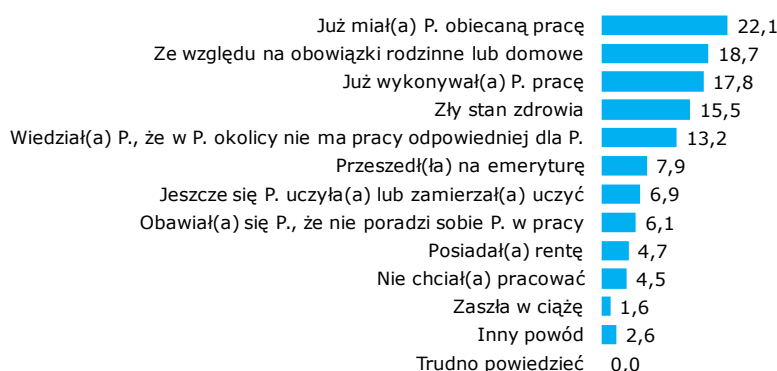 Już miał(a) P. obiecaną pracę 22,1
Ze względu na obowiązki rodzinne lub domowe 18,7
Już wykonywał(a) P. pracę 17,8
Zły stan zdrowia 15,5
Wiedział(a) P., że w P. okolicy nie ma pracy odpowiedniej dla P. 13,2
Przeszedł(ła) na emeryturę 7,9
Jeszcze się P. uczyła(a) lub zamierzał(a) uczyć 6,9
Obawiał(a) się P., że nie poradzi sobie P. w pracy 6,1
Posiadał(a) rentę 4,7
Nie chciał(a) pracować 4,5
Zaszła w ciążę 1,6
Inny powód 2,6
Trudno powiedzieć 0,0